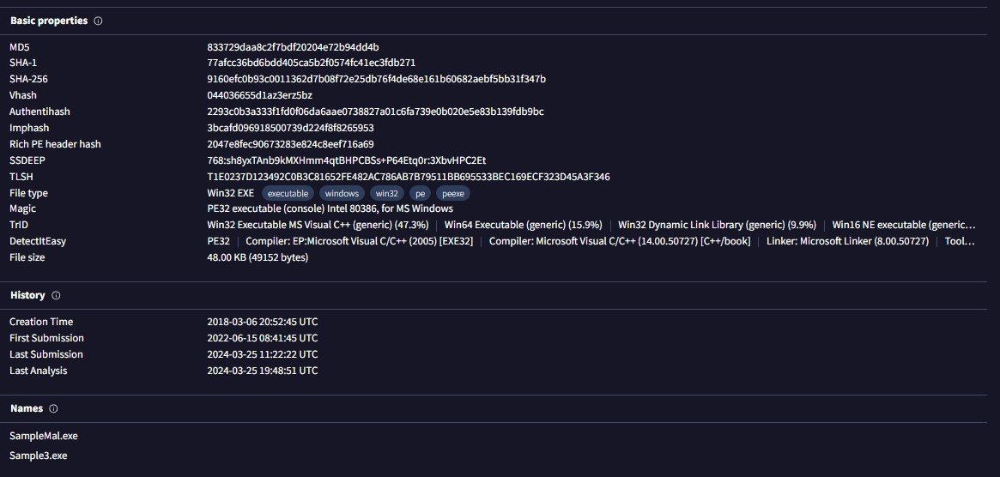 Basic properties
MD5 833729daa8c2f7bdf20204e72b94dd4b
SHA-1 77afcc36bd6bdd405ca5b2f0574fc41ec3fdb271
SHA-256 9160efc0b93c0011362d7b08f72e25db76f4de68e161b60682aebf5bb31f347b
Vhash 044036655d1az3erz5bz
Authentihash 2293c0b3a333f1fd0f06da6aae0738827a01c6fa739e0b020e5e83b139fdb9bc
Imphash 3bcafd096918500739d224f8f8265953
Rich PE header hash 2047e8fec90673283e824c8eef716a69
SSDEEP 768:sh8yxTAnb9kMXHmm4qtBHPCBSs+P64Etq0r:3XbvHPC2Et
TLSH T1E0237D123492C0B3C81652FE482AC786AB7B79511BB695533BEC169ECF323D45A3F346
File type Win32 EXE executable windows win32 pe peexe
Magic PE32 executable (console) Intel 80386, for MS Windows
TrID Win32 Executable MS Visual C++ (generic) (47.3%) Win64 Executable (generic) (15.9%) Win32 Dynamic Link Library (generic) (9.9%) Win16 NE executable (generic…
DetectItEasy PE32 Compiler: EP:Microsoft Visual C/C++ (2005) [EXE32] Compiler: Microsoft Visual C/C++ (14.00.50727) [C++/book] Linker: Microsoft Linker (8.00.50727) Tool…
File size 48.00 KB (49152 bytes)
History
Creation Time 2018-03-06 20:52:45 UTC
First Submission 2022-06-15 08:41:45 UTC
Last Submission 2024-03-25 11:22:22 UTC
Last Analysis 2024-03-25 19:48:51 UTC
Names
SampleMal.exe
Sample3.exe